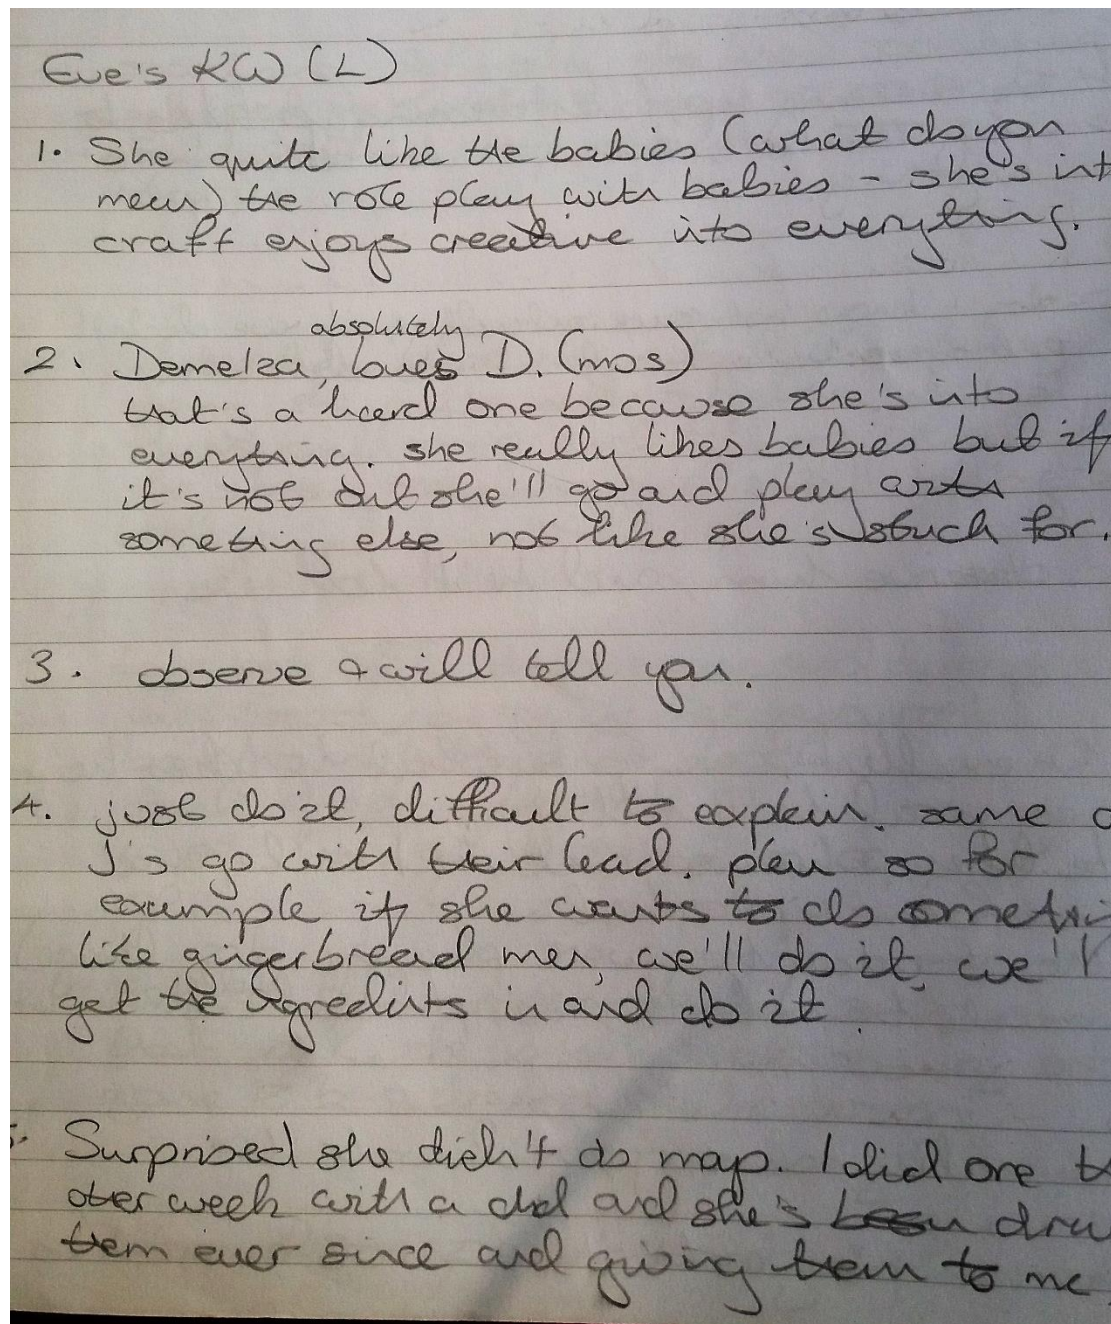 Eve's KW (L)
1. She quite like the babies (what do you
mean) the role play with babies - she's int
craft enjoys creative into everything.
absolutely
2. Demelza, loves D. (mos)
that's a hard one because she's into
everything. she really likes babies but if
it's not out she'll go and play
something else, not like she's stuck for.
3. observe & will tell you.
4. just do it, difficult to explain. same
J's go with their lead. plan so for
example if she wants to do somethi
like gingerbread men, we'll do it, we'll
get the ingredients in and do it.
5. Surprised she didn't do map. I did one t
other week with a and she's been dra
them ever since and giving them to me